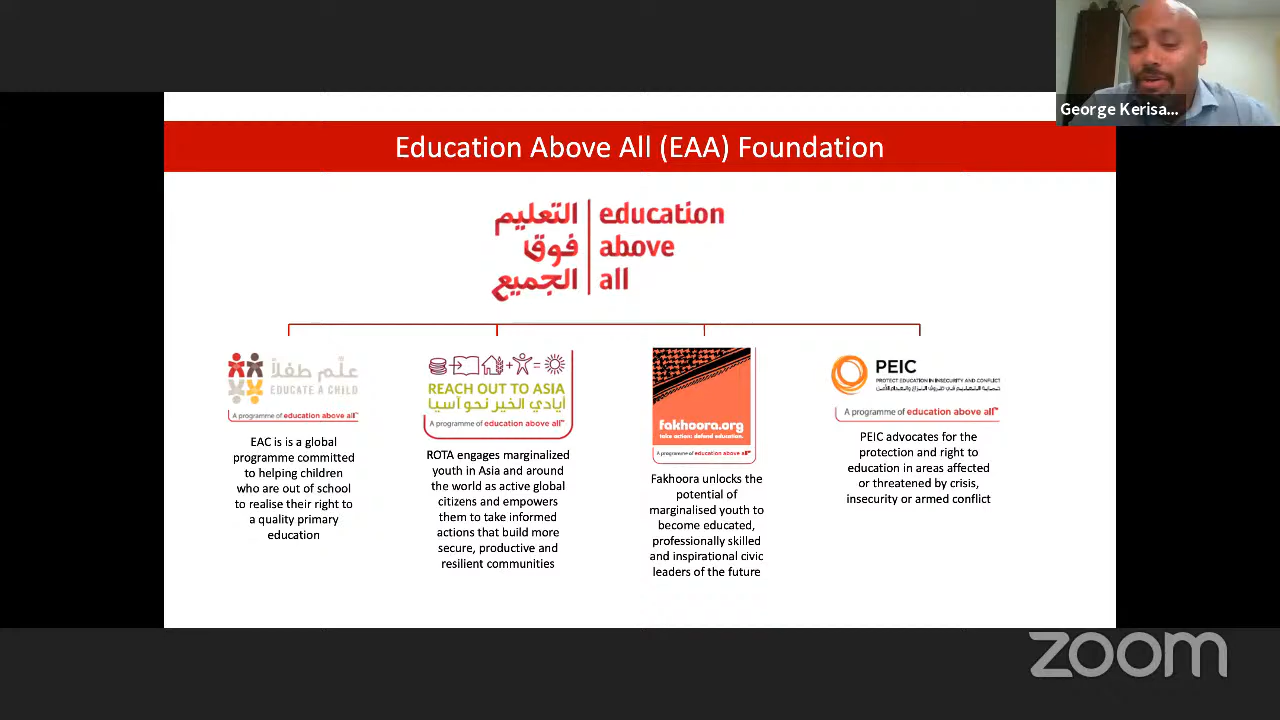 George Kerisa...
Education Above All (EAA) Foundation
التعليم
فوق
الجميع
education
above
all
علّم طفلاً
EDUCATE A CHILD
A programme of education above all™
EAC is is a global
programme committed
to helping children
who are out of school
to realise their right to
a quality primary
education
REACH OUT TO ASIA
أيادي الخير نحو آسيا
A programme of education above all™
ROTA engages marginalized
youth in Asia and around
the world as active global
citizens and empowers
them to take informed
actions that build more
secure, productive and
resilient communities
fakhoora.org
take action: defend education.
A programme of education above all™
Fakhoora unlocks the
potential of
marginalised youth to
become educated,
professionally skilled
and inspirational civic
leaders of the future
PEIC
PROTECT EDUCATION IN INSECURITY AND CONFLICT
A programme of education above all™
PEIC advocates for the
protection and right to
education in areas affected
or threatened by crisis,
insecurity or armed conflict
zoom